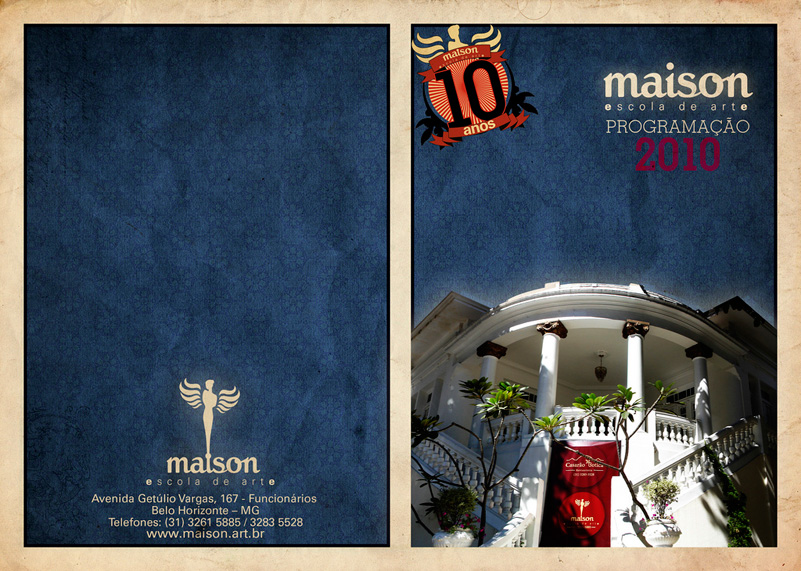 maison
escola de arte
Avenida Getúlio Vargas, 167 - Funcionários
Belo Horizonte – MG
Telefones: (31) 3261 5885 / 3283 5528
www.maison.art.br
maison
10
anos
maison
escola de arte
PROGRAMAÇÃO
2010
maison